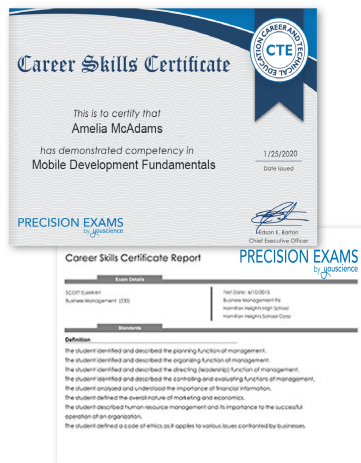 Career Skills Certificate
CAREER AND TECHNICAL EDUCATION
CTE
This is to certify that
Amelia McAdams
has demonstrated competency in
Mobile Development Fundamentals
1/25/2020
Date Issued
PRECISION EXAMS
by youscience
Edson K. Barton
Chief Executive Officer
Career Skills Certificate Report
PRECISION EXAMS
by youscience
Exam Details
Business Management (230)
Test Date: 4/10/2015
Business Management
Hamilton Heights High School
Hamilton Heights School Corp
Standards
Definition
The student identified and described the planning function of management.
The student identified and described the organizing function of management.
The student identified and described the directing (leadership) function of management.
The student identified and described the controlling and evaluating functions of management.
The student analyzed and understood the importance of financial information.
The student defined the overall nature of marketing and economics.
The student described human resource management and its importance to the successful
operation of an organization.
The student defined a code of ethics as it applies to various issues confronted by businesses.